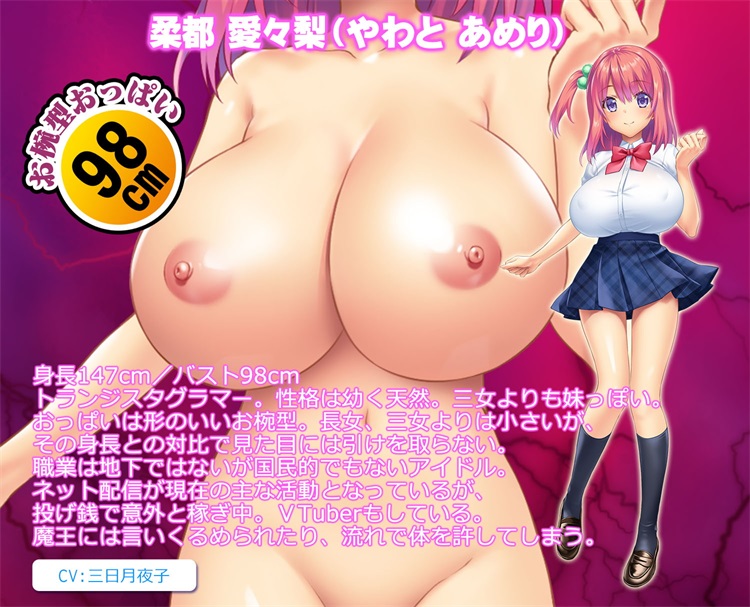 柔都 愛々梨(やわと あめり)
お椀型おっぱい
98
cm
身長147cm／バスト98cm
トランジスタグラマー。性格は幼く天然。三女よりも妹っぽい。
おっぱいは形のいいお椀型。長女、三女よりは小さいが、
その身長との対比で見た目には引けを取らない。
職業は地下ではないが国民的でもないアイドル。
ネット配信が現在の主な活動となっているが、
投げ銭で意外と稼ぎ中。VTuberもしている。
魔王には言いくるめられたり、流れで体を許してしまう。
CV:三日月夜子